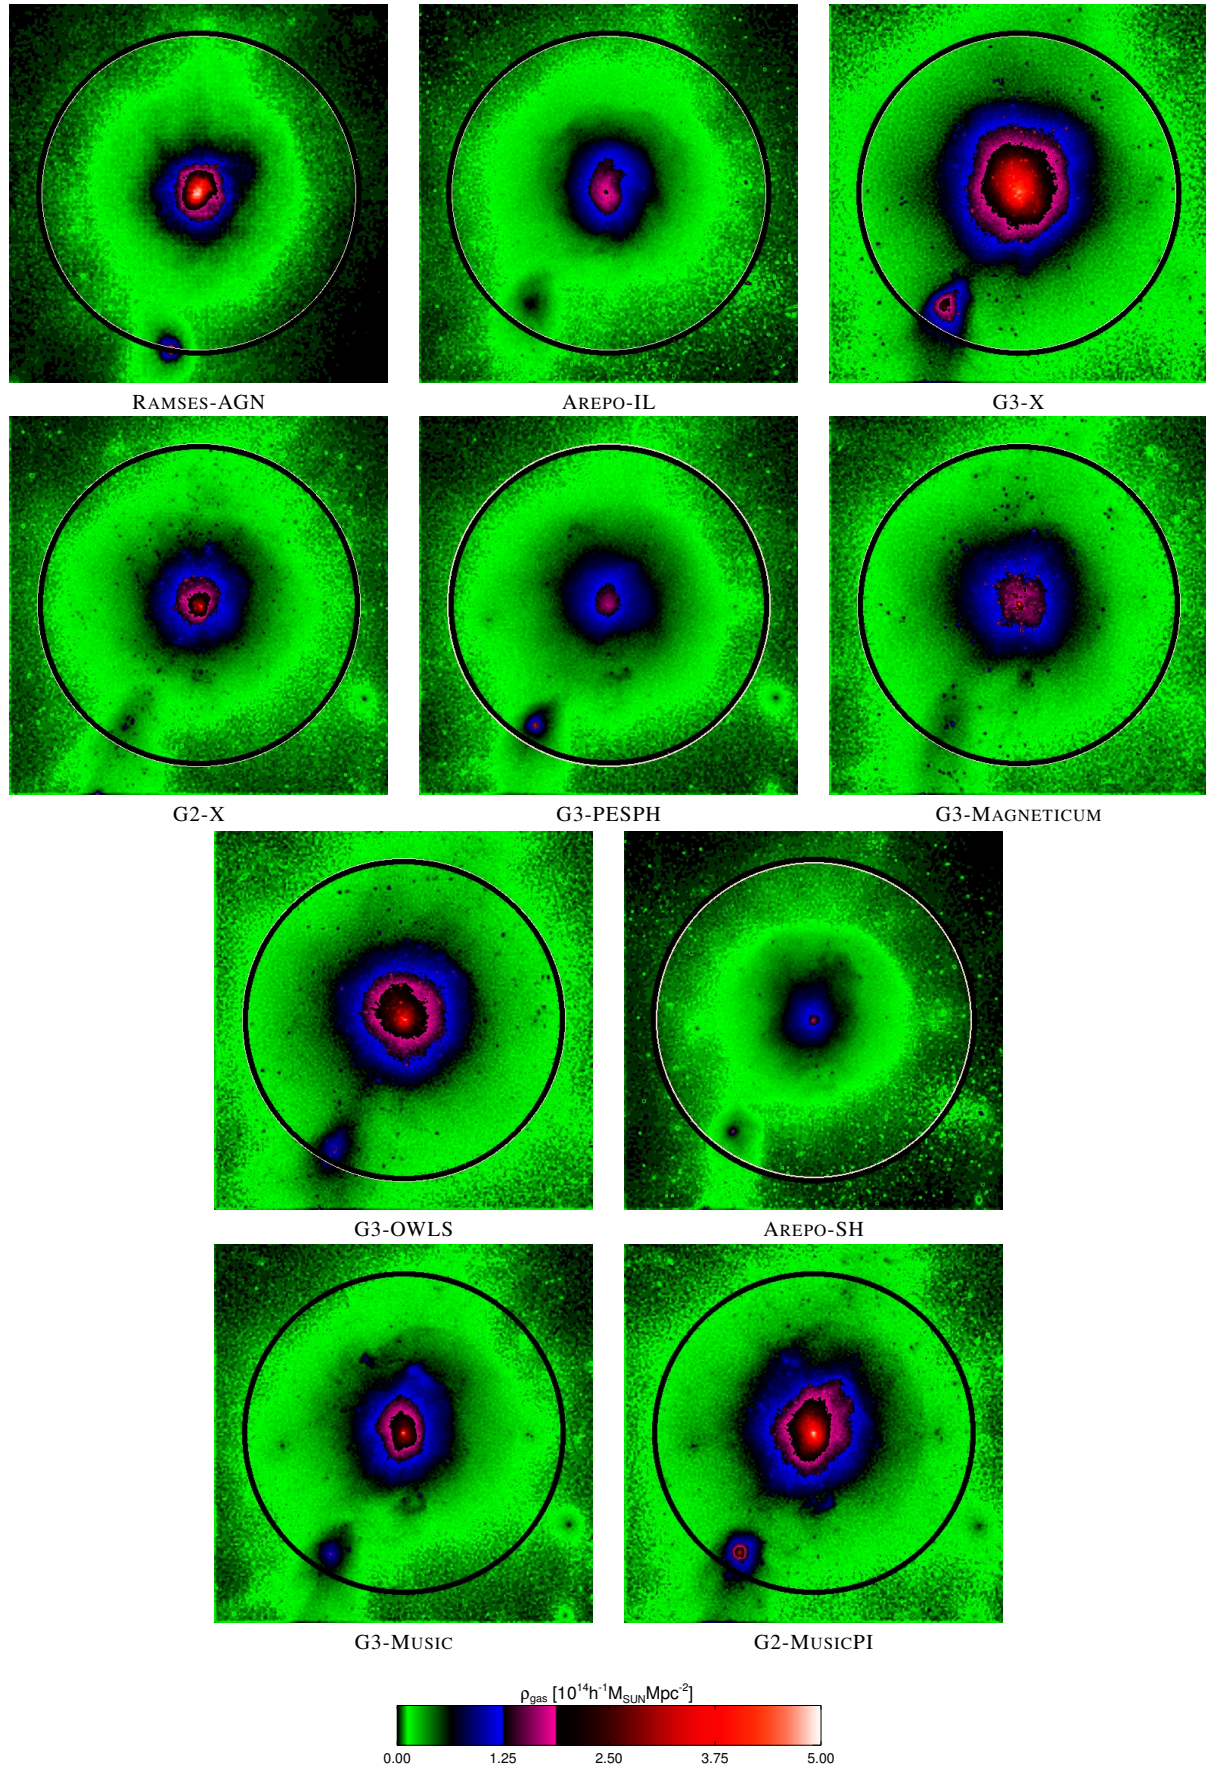 RAMSES-AGN AREPO-IL G3-X
G2-X G3-PESPH G3-MAGNETICUM
G3-OWLS AREPO-SH
G3-MUSIC G2-MUSICPI
ρgas [10^14h^-1M_SUNMpc^-2]
0.00 1.25 2.50 3.75 5.00